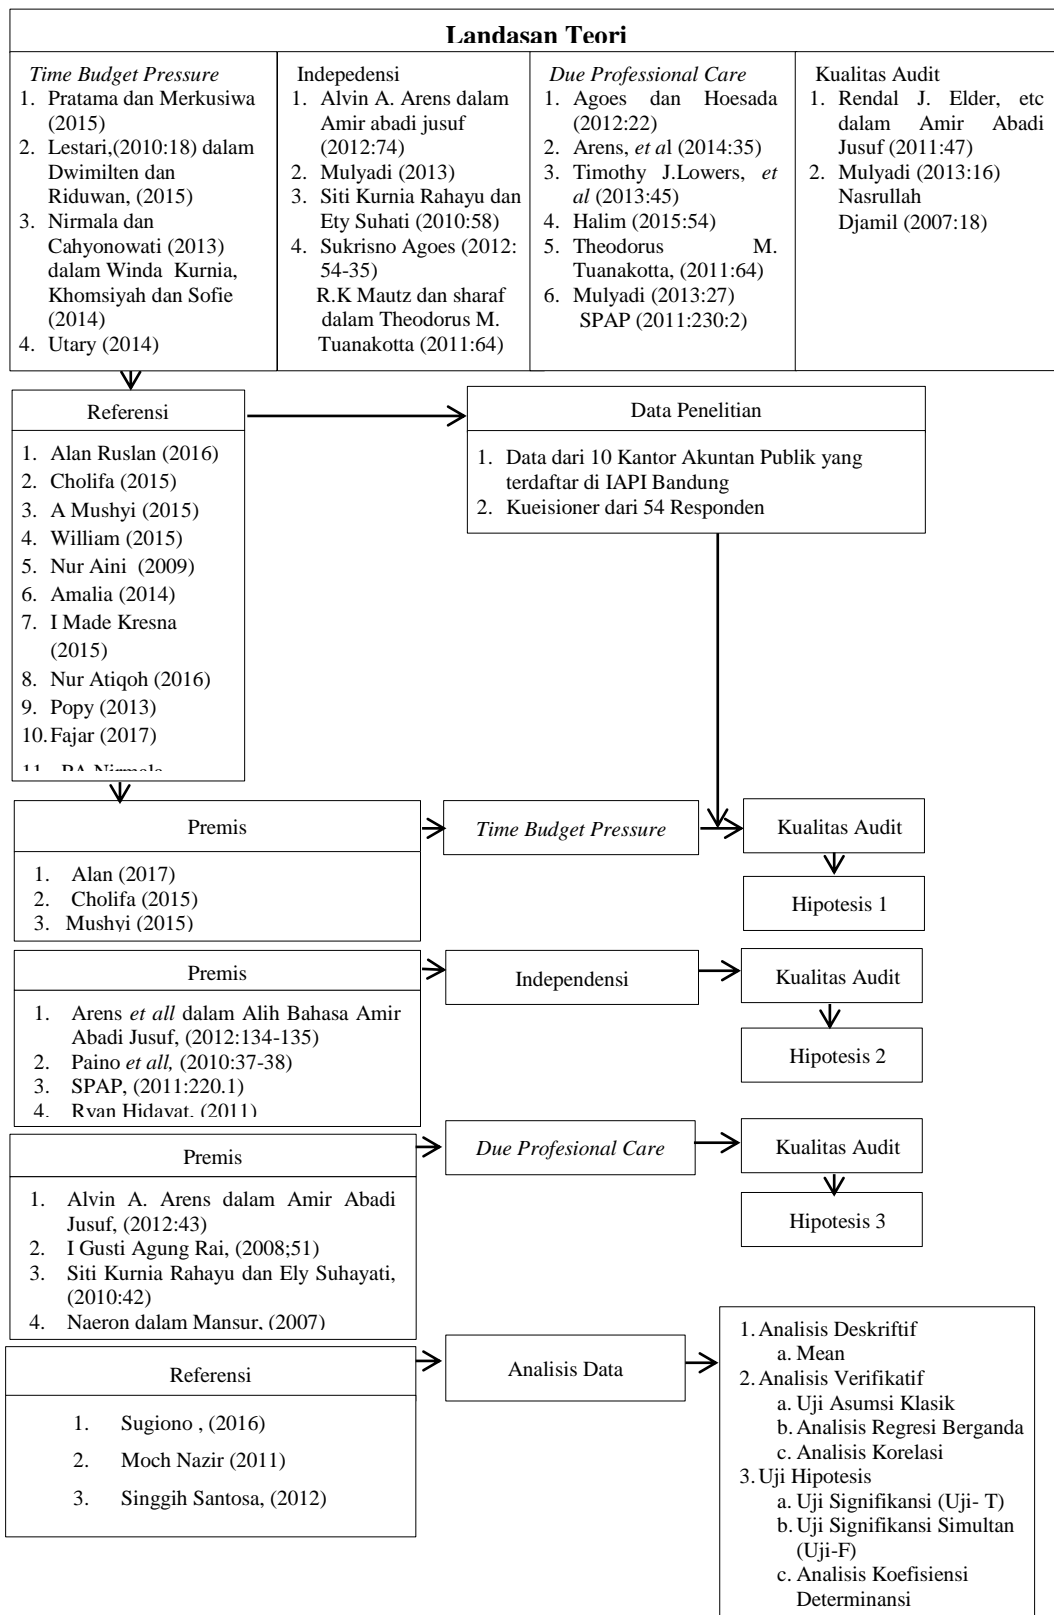 Landasan Teori
Time Budget Pressure
1. Pratama dan Merkusiwa
(2015)
2. Lestari,(2010:18) dalam
Dwimilten dan
Riduwan, (2015)
3. Nirmala dan
Cahyonowati (2013)
dalam Winda Kurnia,
Khomsiyah dan Sofie
(2014)
4. Utary (2014)
Indepedensi
1. Alvin A. Arens dalam
Amir abadi jusuf
(2012:74)
2. Mulyadi (2013)
3. Siti Kurnia Rahayu dan
Ety Suhati (2010:58)
4. Sukrisno Agoes (2012:
54-35)
R.K Mautz dan sharaf
dalam Theodorus M.
Tuanakotta (2011:64)
Due Professional Care
1. Agoes dan Hoesada
(2012:22)
2. Arens, et al (2014:35)
3. Timothy J.Lowers, et
al (2013:45)
4. Halim (2015:54)
5. Theodorus M.
Tuanakotta, (2011:64)
6. Mulyadi (2013:27)
SPAP (2011:230:2)
Kualitas Audit
1. Rendal J. Elder, etc
dalam Amir Abadi
Jusuf (2011:47)
2. Mulyadi (2013:16)
Nasrullah
Djamil (2007:18)
Referensi
1. Alan Ruslan (2016)
2. Cholifa (2015)
3. A Mushyi (2015)
4. William (2015)
5. Nur Aini (2009)
6. Amalia (2014)
7. I Made Kresna
(2015)
8. Nur Atiqoh (2016)
9. Popy (2013)
10. Fajar (2017)
11. RA Nirmala
Data Penelitian
1. Data dari 10 Kantor Akuntan Publik yang
terdaftar di IAPI Bandung
2. Kueisioner dari 54 Responden
Premis
1. Alan (2017)
2. Cholifa (2015)
3. Mushyi (2015)
Time Budget Pressure
Kualitas Audit
Hipotesis 1
Premis
1. Arens et all dalam Alih Bahasa Amir
Abadi Jusuf, (2012:134-135)
2. Paino et all, (2010:37-38)
3. SPAP, (2011:220.1)
4. Ryan Hidayat, (2011)
Independensi
Kualitas Audit
Hipotesis 2
Premis
1. Alvin A. Arens dalam Amir Abadi
Jusuf, (2012:43)
2. I Gusti Agung Rai, (2008;51)
3. Siti Kurnia Rahayu dan Ely Suhayati,
(2010:42)
4. Naeron dalam Mansur, (2007)
Due Profesional Care
Kualitas Audit
Hipotesis 3
Referensi
1. Sugiono , (2016)
2. Moch Nazir (2011)
3. Singgih Santosa, (2012)
Analisis Data
1. Analisis Deskriftif
a. Mean
2. Analisis Verifikatif
a. Uji Asumsi Klasik
b. Analisis Regresi Berganda
c. Analisis Korelasi
3. Uji Hipotesis
a. Uji Signifikansi (Uji- T)
b. Uji Signifikansi Simultan
(Uji-F)
c. Analisis Koefisiensi
Determinansi